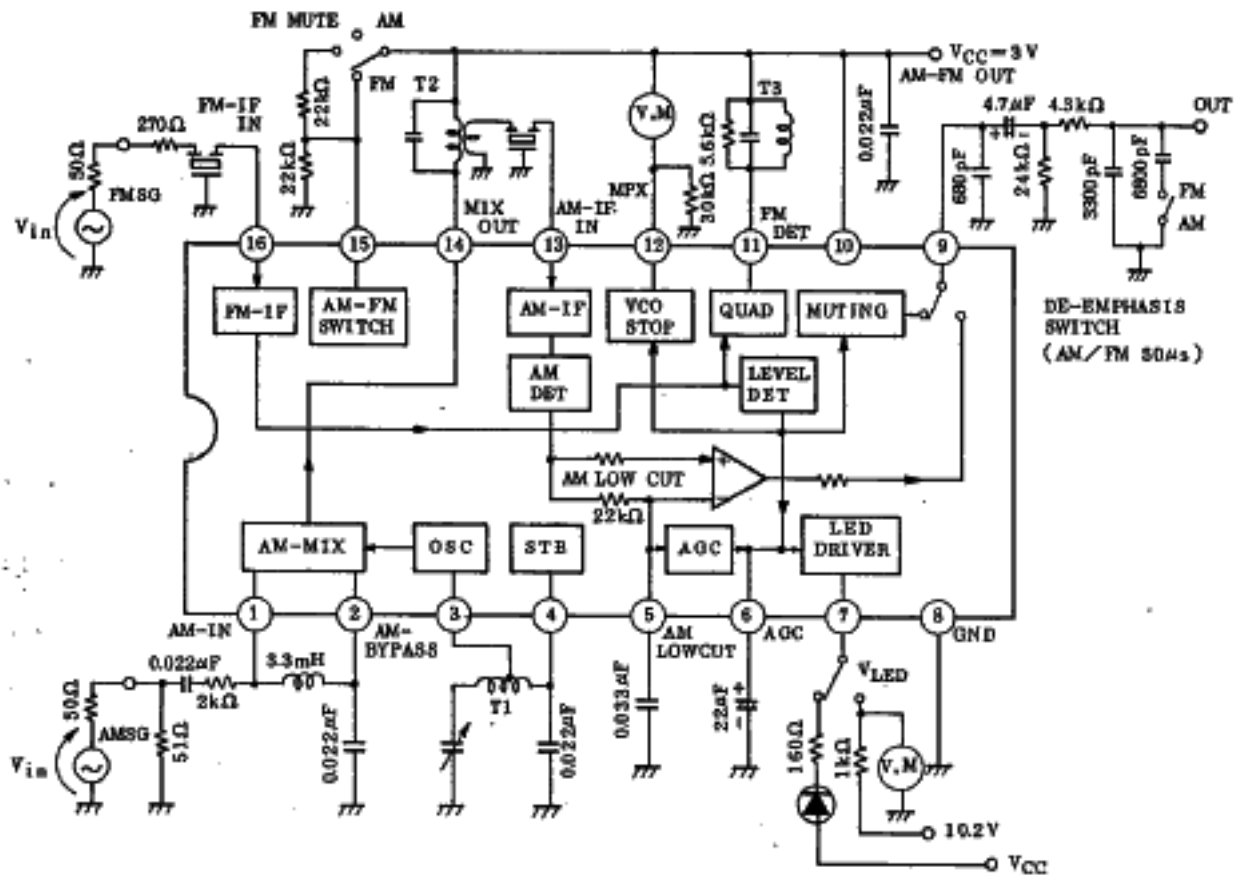 FM MUTE AM
FM
VCC=3V
AM-FM OUT
OUT
22kΩ
22kΩ
T2
T3
V.M
0.022μF
4.7μF
4.3kΩ
FM-IF
IN
270Ω
50Ω
FMSG
Vin
5.6kΩ
30kΩ
MPX
MIX
OUT
AM-IF
IN
FM
DET
680pF
24kΩ
3300pF
6800pF
FM
AM
16
15
14
13
12
11
10
9
FM-IF
AM-FM
SWITCH
AM-IF
VCO
STOP
QUAD
MUTING
DE-EMPHASIS
SWITCH
(AM/FM 50μs)
AM
DET
LEVEL
DET
AM LOW CUT
22kΩ
+
−
AM-MIX
OSC
STB
AGC
LED
DRIVER
1
2
3
4
5
6
7
8
AM-IN
AM-
BYPASS
AM
LOWCUT
AGC
GND
0.022μF
2kΩ
3.3mH
50Ω
AMSG
51Ω
Vin
0.022μF
T1
0.022μF
0.033μF
22μF
+
−
VLED
160Ω
1kΩ
V.M
10.2V
VCC